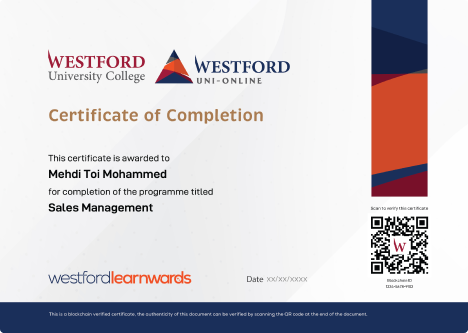 WESTFORD
University College
WESTFORD
UNI-ONLINE
Certificate of Completion
This certificate is awarded to
Mehdi Toi Mohammed
for completion of the programme titled
Sales Management
Scan to verify this certificate
W
Blockchain ID
westfordlearnwards
Date xx/xx/xxxx
This is a blockchain verified certificate, the authenticity of this document can be verified by scanning the QR code at the end of the document.